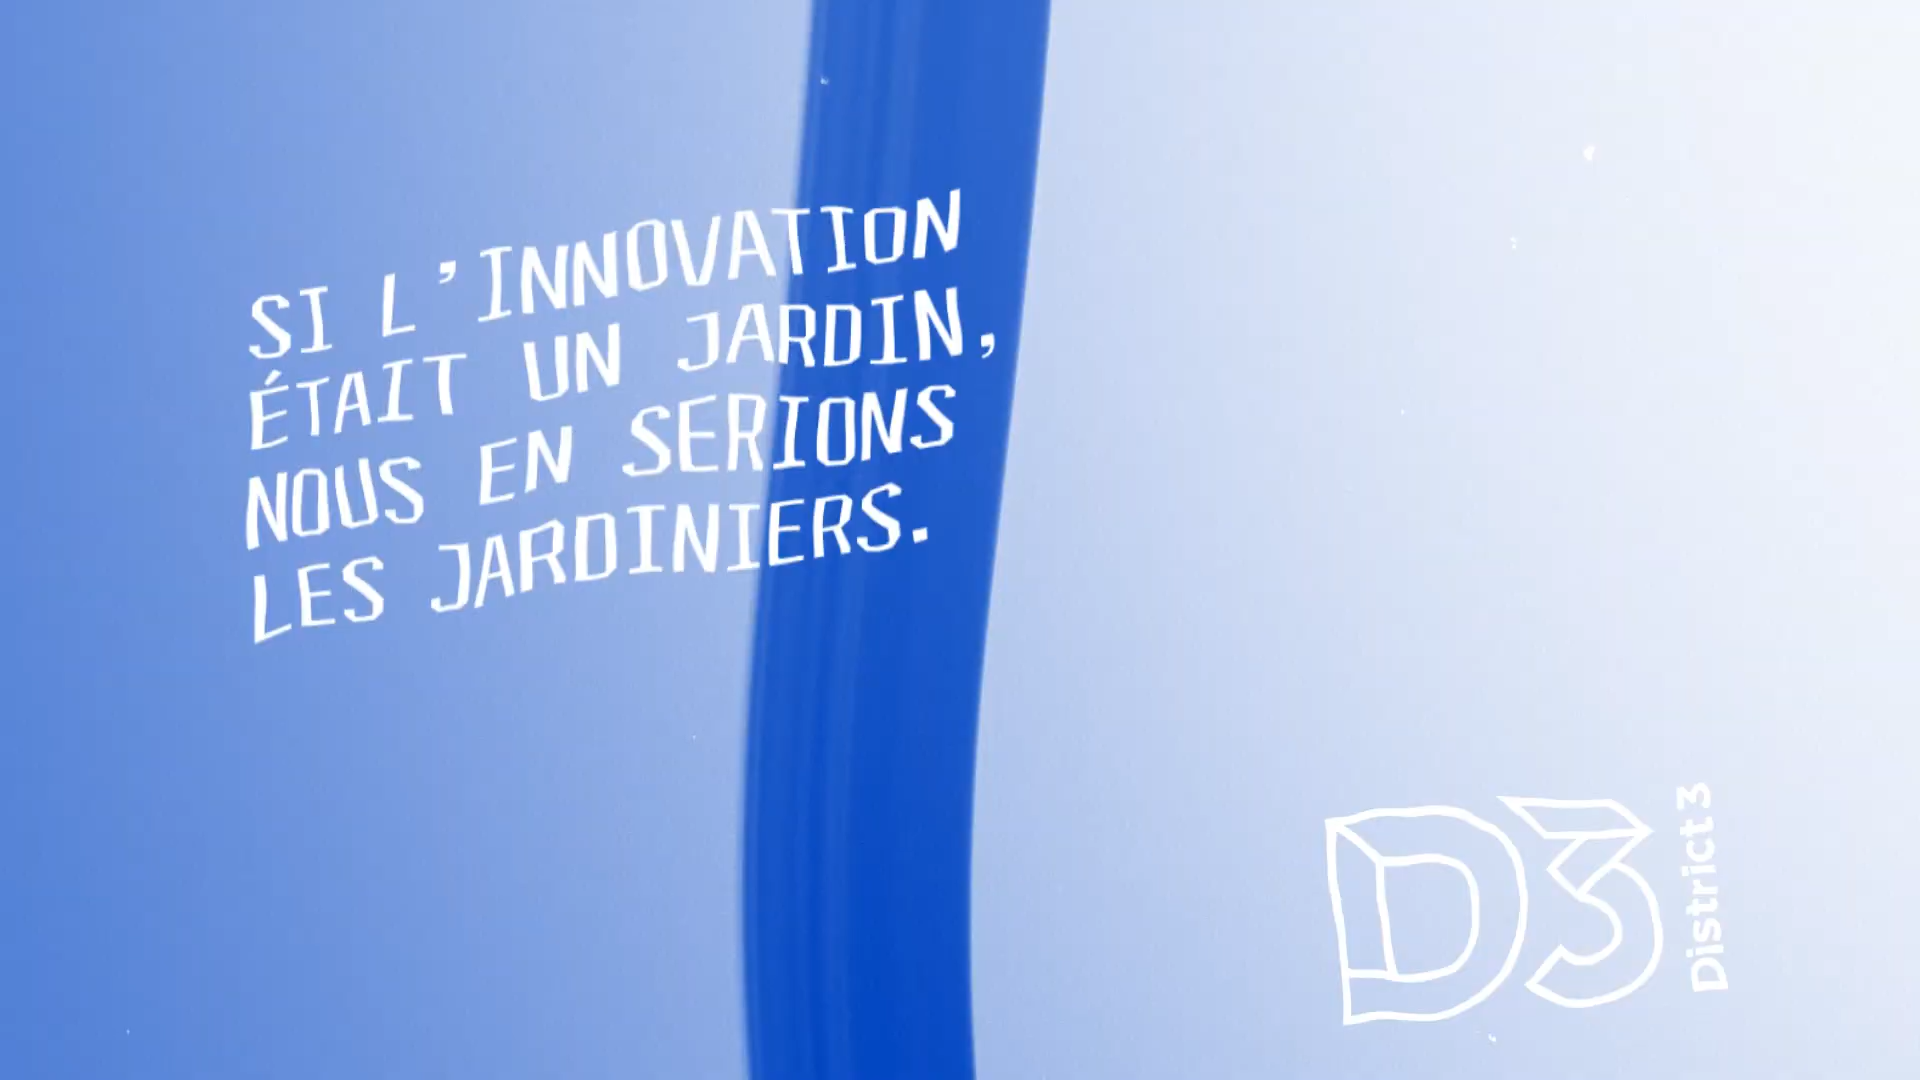 SI L'INNOVATION
ÉTAIT UN JARDIN,
NOUS EN SERIONS
LES JARDINIERS.
D3
District 3